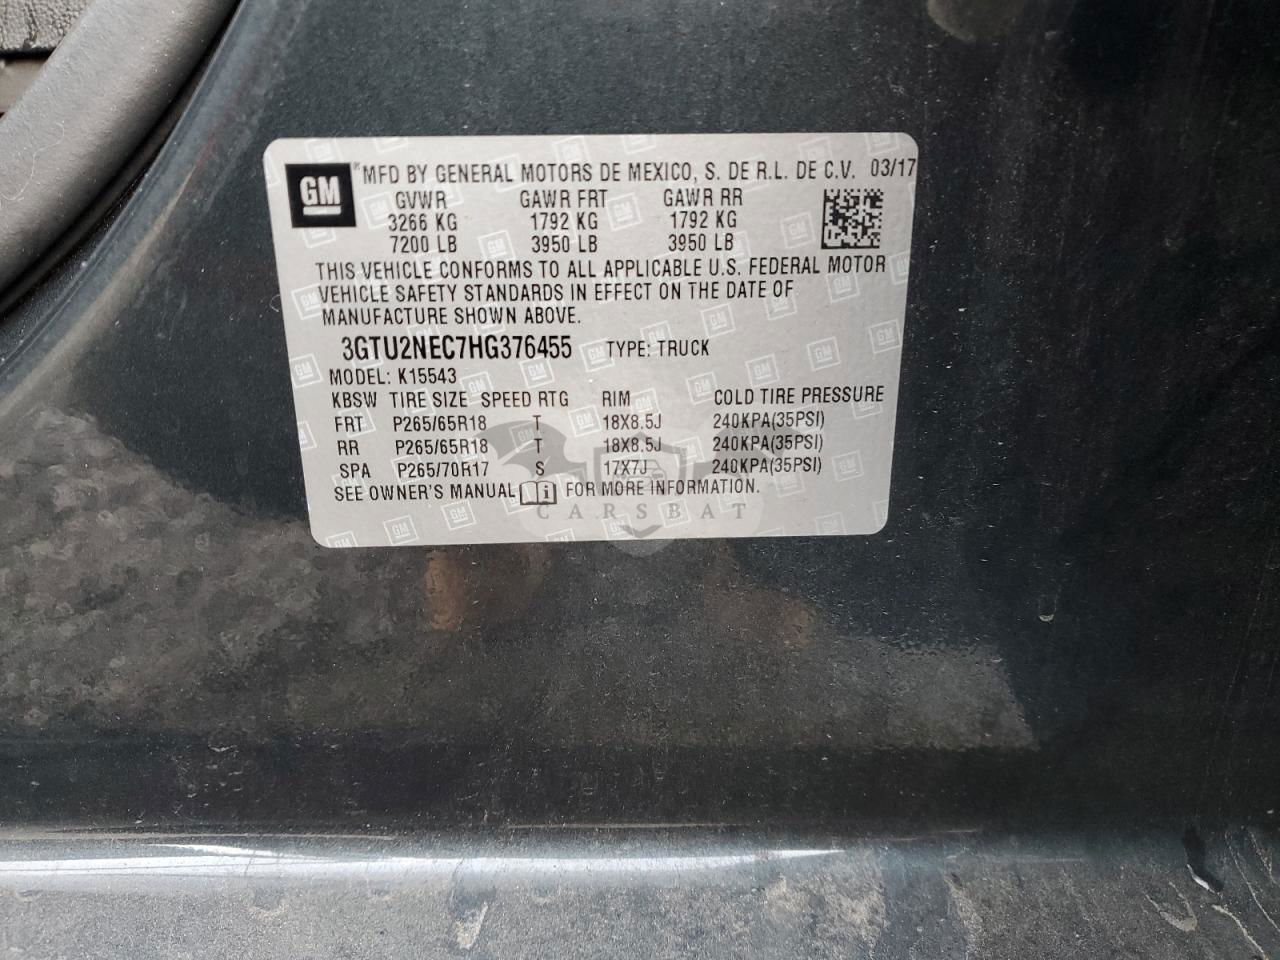 GM
®MFD BY GENERAL MOTORS DE MEXICO, S. DE R.L. DE C.V. 03/17
GVWR GAWR FRT GAWR RR
3266 KG 1792 KG 1792 KG
7200 LB 3950 LB 3950 LB
THIS VEHICLE CONFORMS TO ALL APPLICABLE U.S. FEDERAL MOTOR
VEHICLE SAFETY STANDARDS IN EFFECT ON THE DATE OF
MANUFACTURE SHOWN ABOVE.
3GTU2NEC7HG376455 TYPE: TRUCK
MODEL: K15543
KBSW TIRE SIZE SPEED RTG RIM COLD TIRE PRESSURE
FRT P265/65R18 T 18X8.5J 240KPA(35PSI)
RR P265/65R18 T 18X8.5J 240KPA(35PSI)
SPA P265/70R17 S 17X7J 240KPA(35PSI)
SEE OWNER'S MANUAL i FOR MORE INFORMATION.
CARSBAT